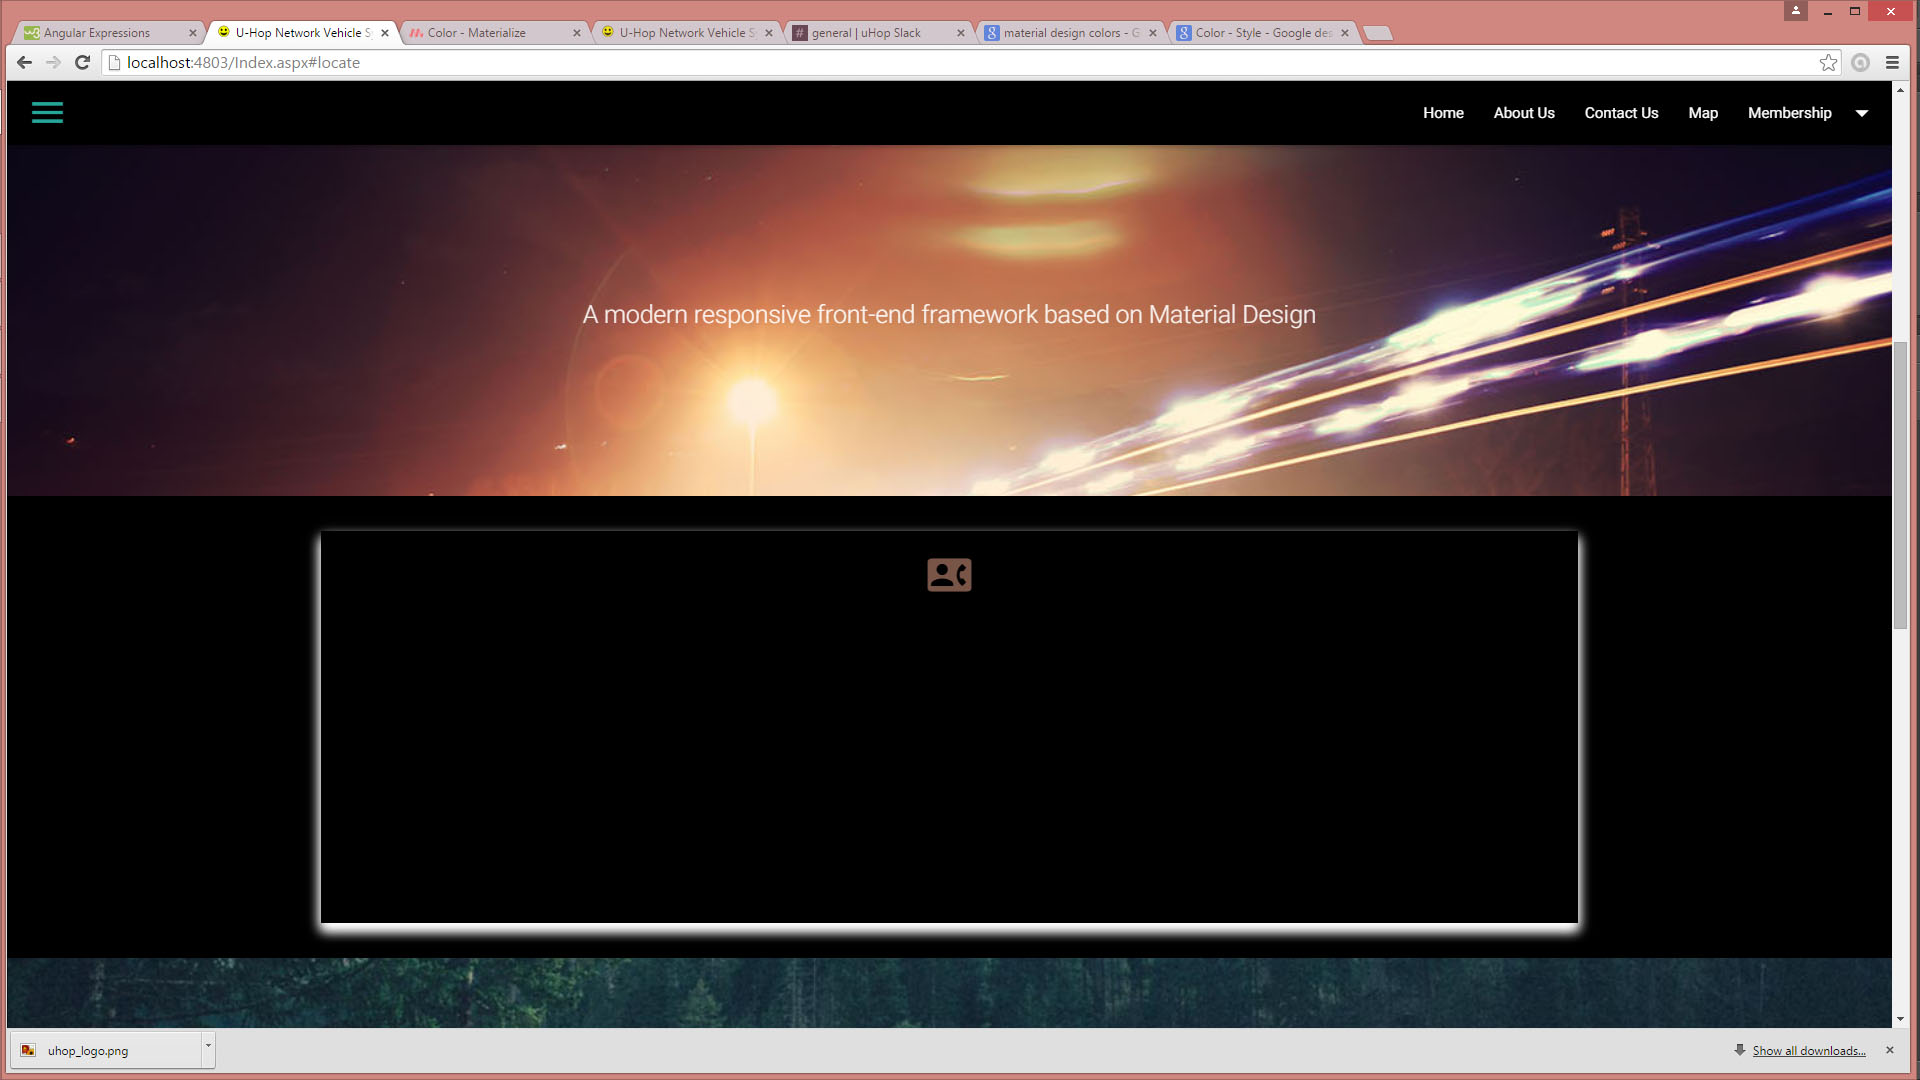 Angular Expressions
U-Hop Network Vehicle S
Color - Materialize
U-Hop Network Vehicle S
general | uHop Slack
material design colors - G
Color - Style - Google des
localhost:4803/Index.aspx#locate
Home
About Us
Contact Us
Map
Membership
A modern responsive front-end framework based on Material Design
uhop_logo.png
Show all downloads...